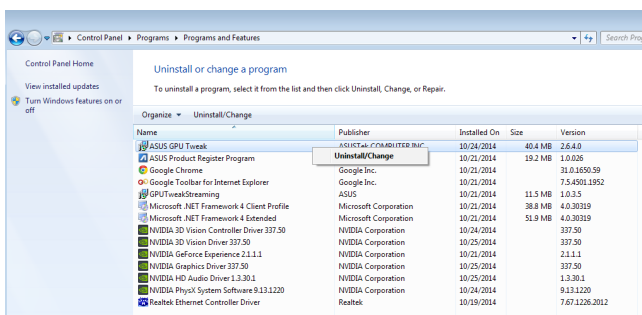 Control Panel ▸ Programs ▸ Programs and Features
Search Pro
Control Panel Home
View installed updates
Turn Windows features on or off
Uninstall or change a program
To uninstall a program, select it from the list and then click Uninstall, Change, or Repair.
Organize Uninstall/Change
Name Publisher Installed On Size Version
ASUS GPU Tweak ASUSTek COMPUTER INC. 10/24/2014 40.4 MB 2.6.4.0
ASUS Product Register Program 10/21/2014 19.2 MB 1.0.026
Uninstall/Change
Google Chrome Google Inc. 10/21/2014 31.0.1650.59
Google Toolbar for Internet Explorer Google Inc. 10/21/2014 7.5.4501.1952
GPUTweakStreaming ASUS 10/21/2014 11.5 MB 1.0.3.5
Microsoft .NET Framework 4 Client Profile Microsoft Corporation 10/21/2014 38.8 MB 4.0.30319
Microsoft .NET Framework 4 Extended Microsoft Corporation 10/21/2014 51.9 MB 4.0.30319
NVIDIA 3D Vision Controller Driver 337.50 NVIDIA Corporation 10/24/2014 337.50
NVIDIA 3D Vision Driver 337.50 NVIDIA Corporation 10/25/2014 337.50
NVIDIA GeForce Experience 2.1.1.1 NVIDIA Corporation 10/21/2014 2.1.1.1
NVIDIA Graphics Driver 337.50 NVIDIA Corporation 10/25/2014 337.50
NVIDIA HD Audio Driver 1.3.30.1 NVIDIA Corporation 10/25/2014 1.3.30.1
NVIDIA PhysX System Software 9.13.1220 NVIDIA Corporation 10/24/2014 9.13.1220
Realtek Ethernet Controller Driver Realtek 10/19/2014 7.67.1226.2012